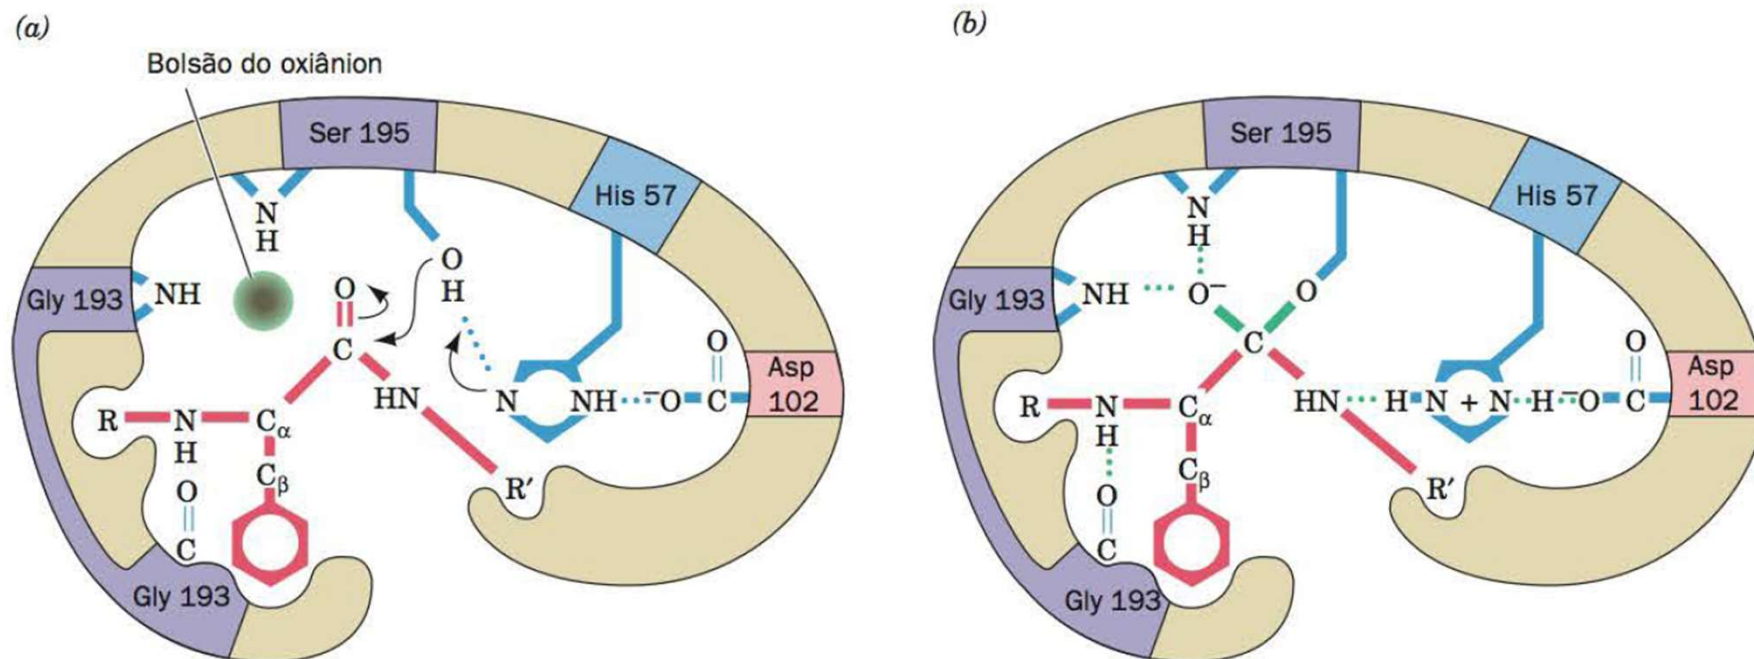 (a)
Bolsão do oxiânion
Ser 195
His 57
N
H
O
H
Gly 193
NH
O
C
O
Asp
102
HN
N
NH
⁻O
C
R
N
H
Cα
Cβ
R′
O
C
Gly 193
(b)
Ser 195
His 57
N
H
Gly 193
NH
O⁻
O
C
O
Asp
102
R
N
H
Cα
HN
H
N
+
N
H
⁻O
C
Cβ
R′
O
C
Gly 193